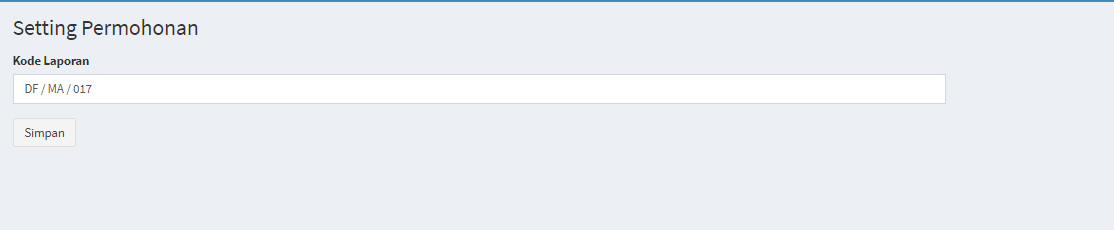 Setting Permohonan
Kode Laporan
DF / MA / 017
Simpan